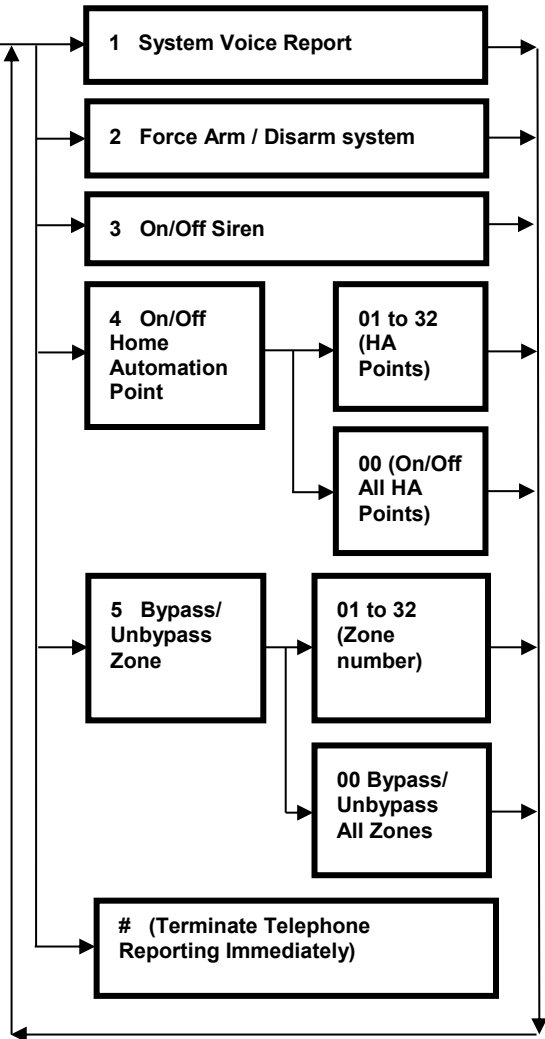 1 System Voice Report
2 Force Arm / Disarm system
3 On/Off Siren
4 On/Off
Home
Automation
Point
01 to 32
(HA
Points)
00 (On/Off
All HA
Points)
5 Bypass/
Unbypass
Zone
01 to 32
(Zone
number)
00 Bypass/
Unbypass
All Zones
# (Terminate Telephone
Reporting Immediately)